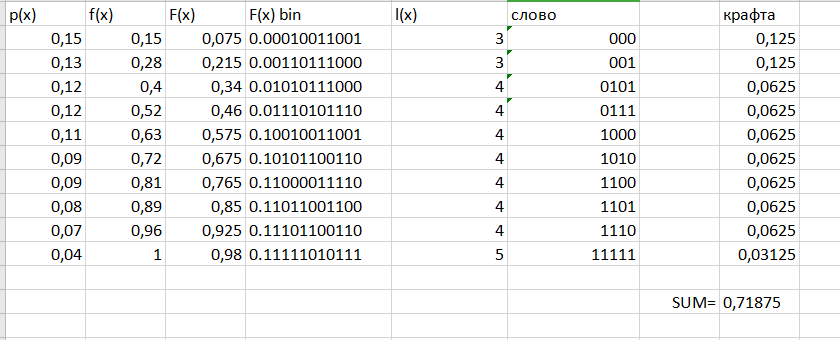 p(x) f(x) F(x) F(x) bin l(x) слово крафта
0,15 0,15 0,075 0.00010011001 3 000 0,125
0,13 0,28 0,215 0.00110111000 3 001 0,125
0,12 0,4 0,34 0.01010111000 4 0101 0,0625
0,12 0,52 0,46 0.01110101110 4 0111 0,0625
0,11 0,63 0,575 0.10010011001 4 1000 0,0625
0,09 0,72 0,675 0.10101100110 4 1010 0,0625
0,09 0,81 0,765 0.11000011110 4 1100 0,0625
0,08 0,89 0,85 0.11011001100 4 1101 0,0625
0,07 0,96 0,925 0.11101100110 4 1110 0,0625
0,04 1 0,98 0.11111010111 5 11111 0,03125
SUM= 0,71875